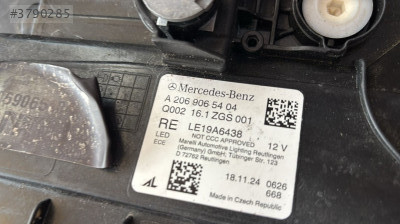 #3790285
sahibinden
Mercedes-Benz
A 206 906 54 04
Q002 16.1 ZGS 001
RE LE19A6438 12 V
NOT CCC APPROVED
LED
ECE
Marelli Automotive Lighting Reutlingen
(Germany) GmbH, Tübinger Str. 123
D 72762 Reutlingen
18.11.24 0626
668
Made in Czech Republic